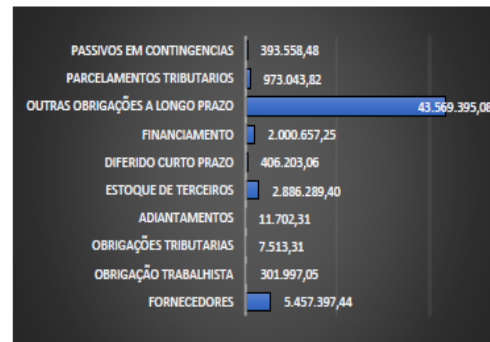 PASSIVOS EM CONTINGENCIAS 393.558,48
PARCELAMENTOS TRIBUTARIOS 973.043,82
OUTRAS OBRIGAÇÕES A LONGO PRAZO 43.569.395,08
FINANCIAMENTO 2.000.657,25
DIFERIDO CURTO PRAZO 406.203,06
ESTOQUE DE TERCEIROS 2.886.289,40
ADIANTAMENTOS 11.702,31
OBRIGAÇÕES TRIBUTARIAS 7.513,31
OBRIGAÇÃO TRABALHISTA 301.997,05
FORNECEDORES 5.457.397,44